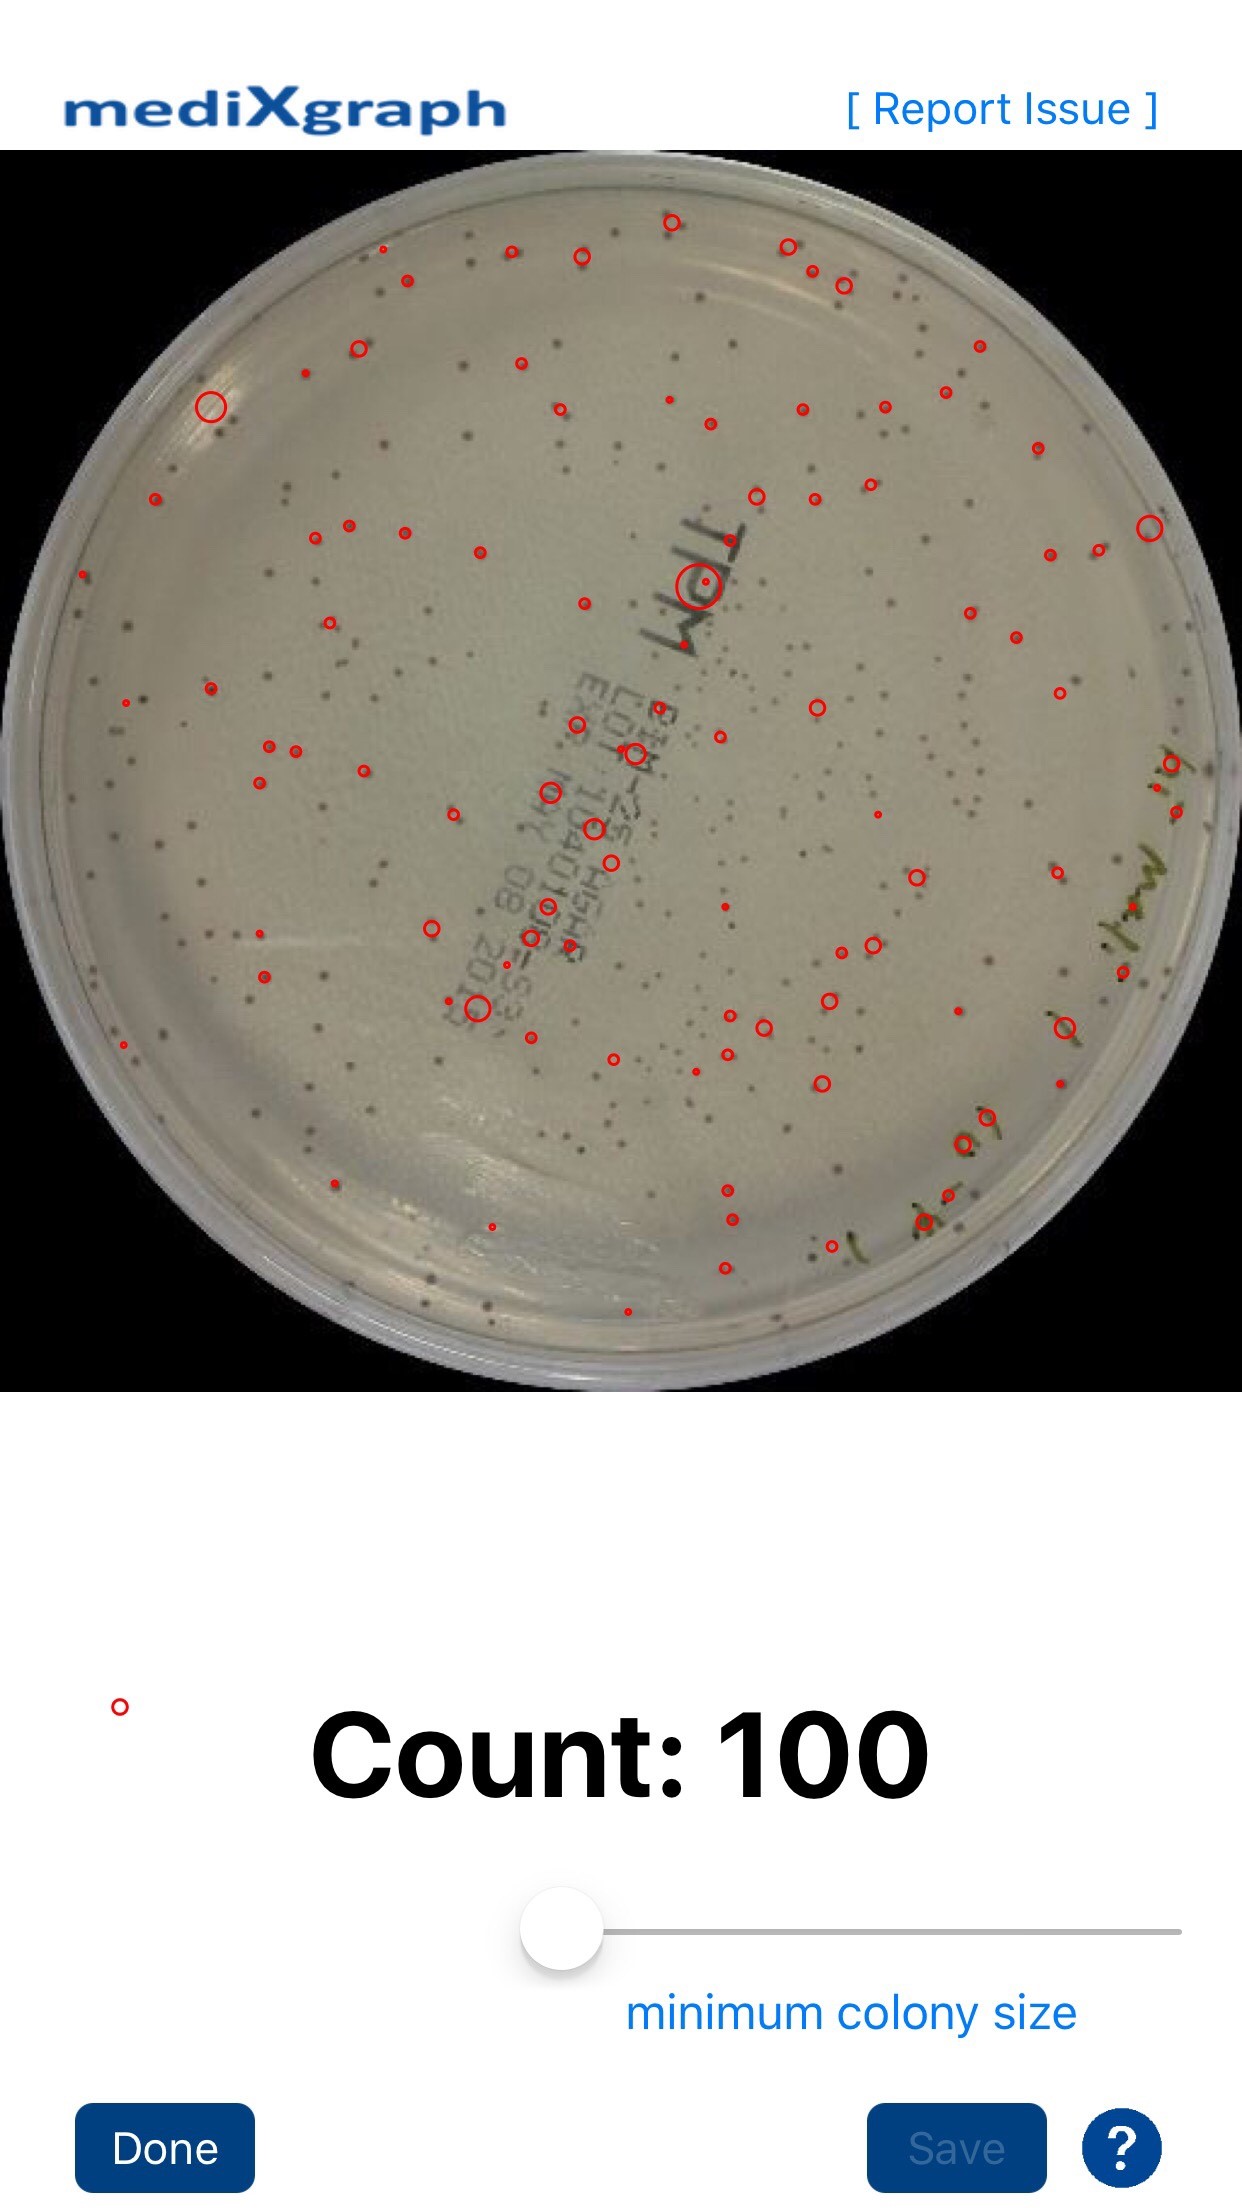 mediXgraph
[ Report Issue ]
TPM
Count: 100
minimum colony size
Done
Save
?